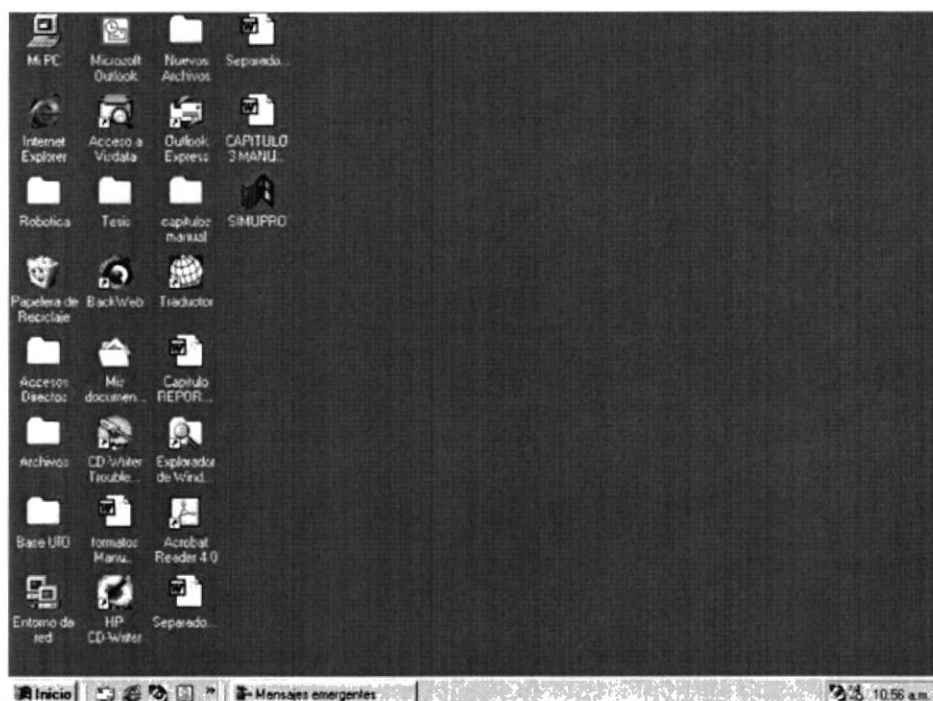 Mi PC
Microsoft
Outlook
Nuevos
Archivos
Separado...
Internet
Explorer
Acceso a
Visdata
Outlook
Express
CAPITULO
3 MANU...
Robotica
Tesis
capitulos
manual
SIMUPRO
Papelera de
Reciclaje
BackWeb
Traductor
Accesos
Directos
Mis
documen...
Capitulo
REPOR...
Archivos
CD-Writer
Trouble...
Explorador
de Wind...
Base UIO
formatos
Manu...
Acrobat
Reader 4.0
Entorno de
red
HP
CD-Writer
Separado...
Inicio
»
Mensajes emergentes
10:56 a.m.